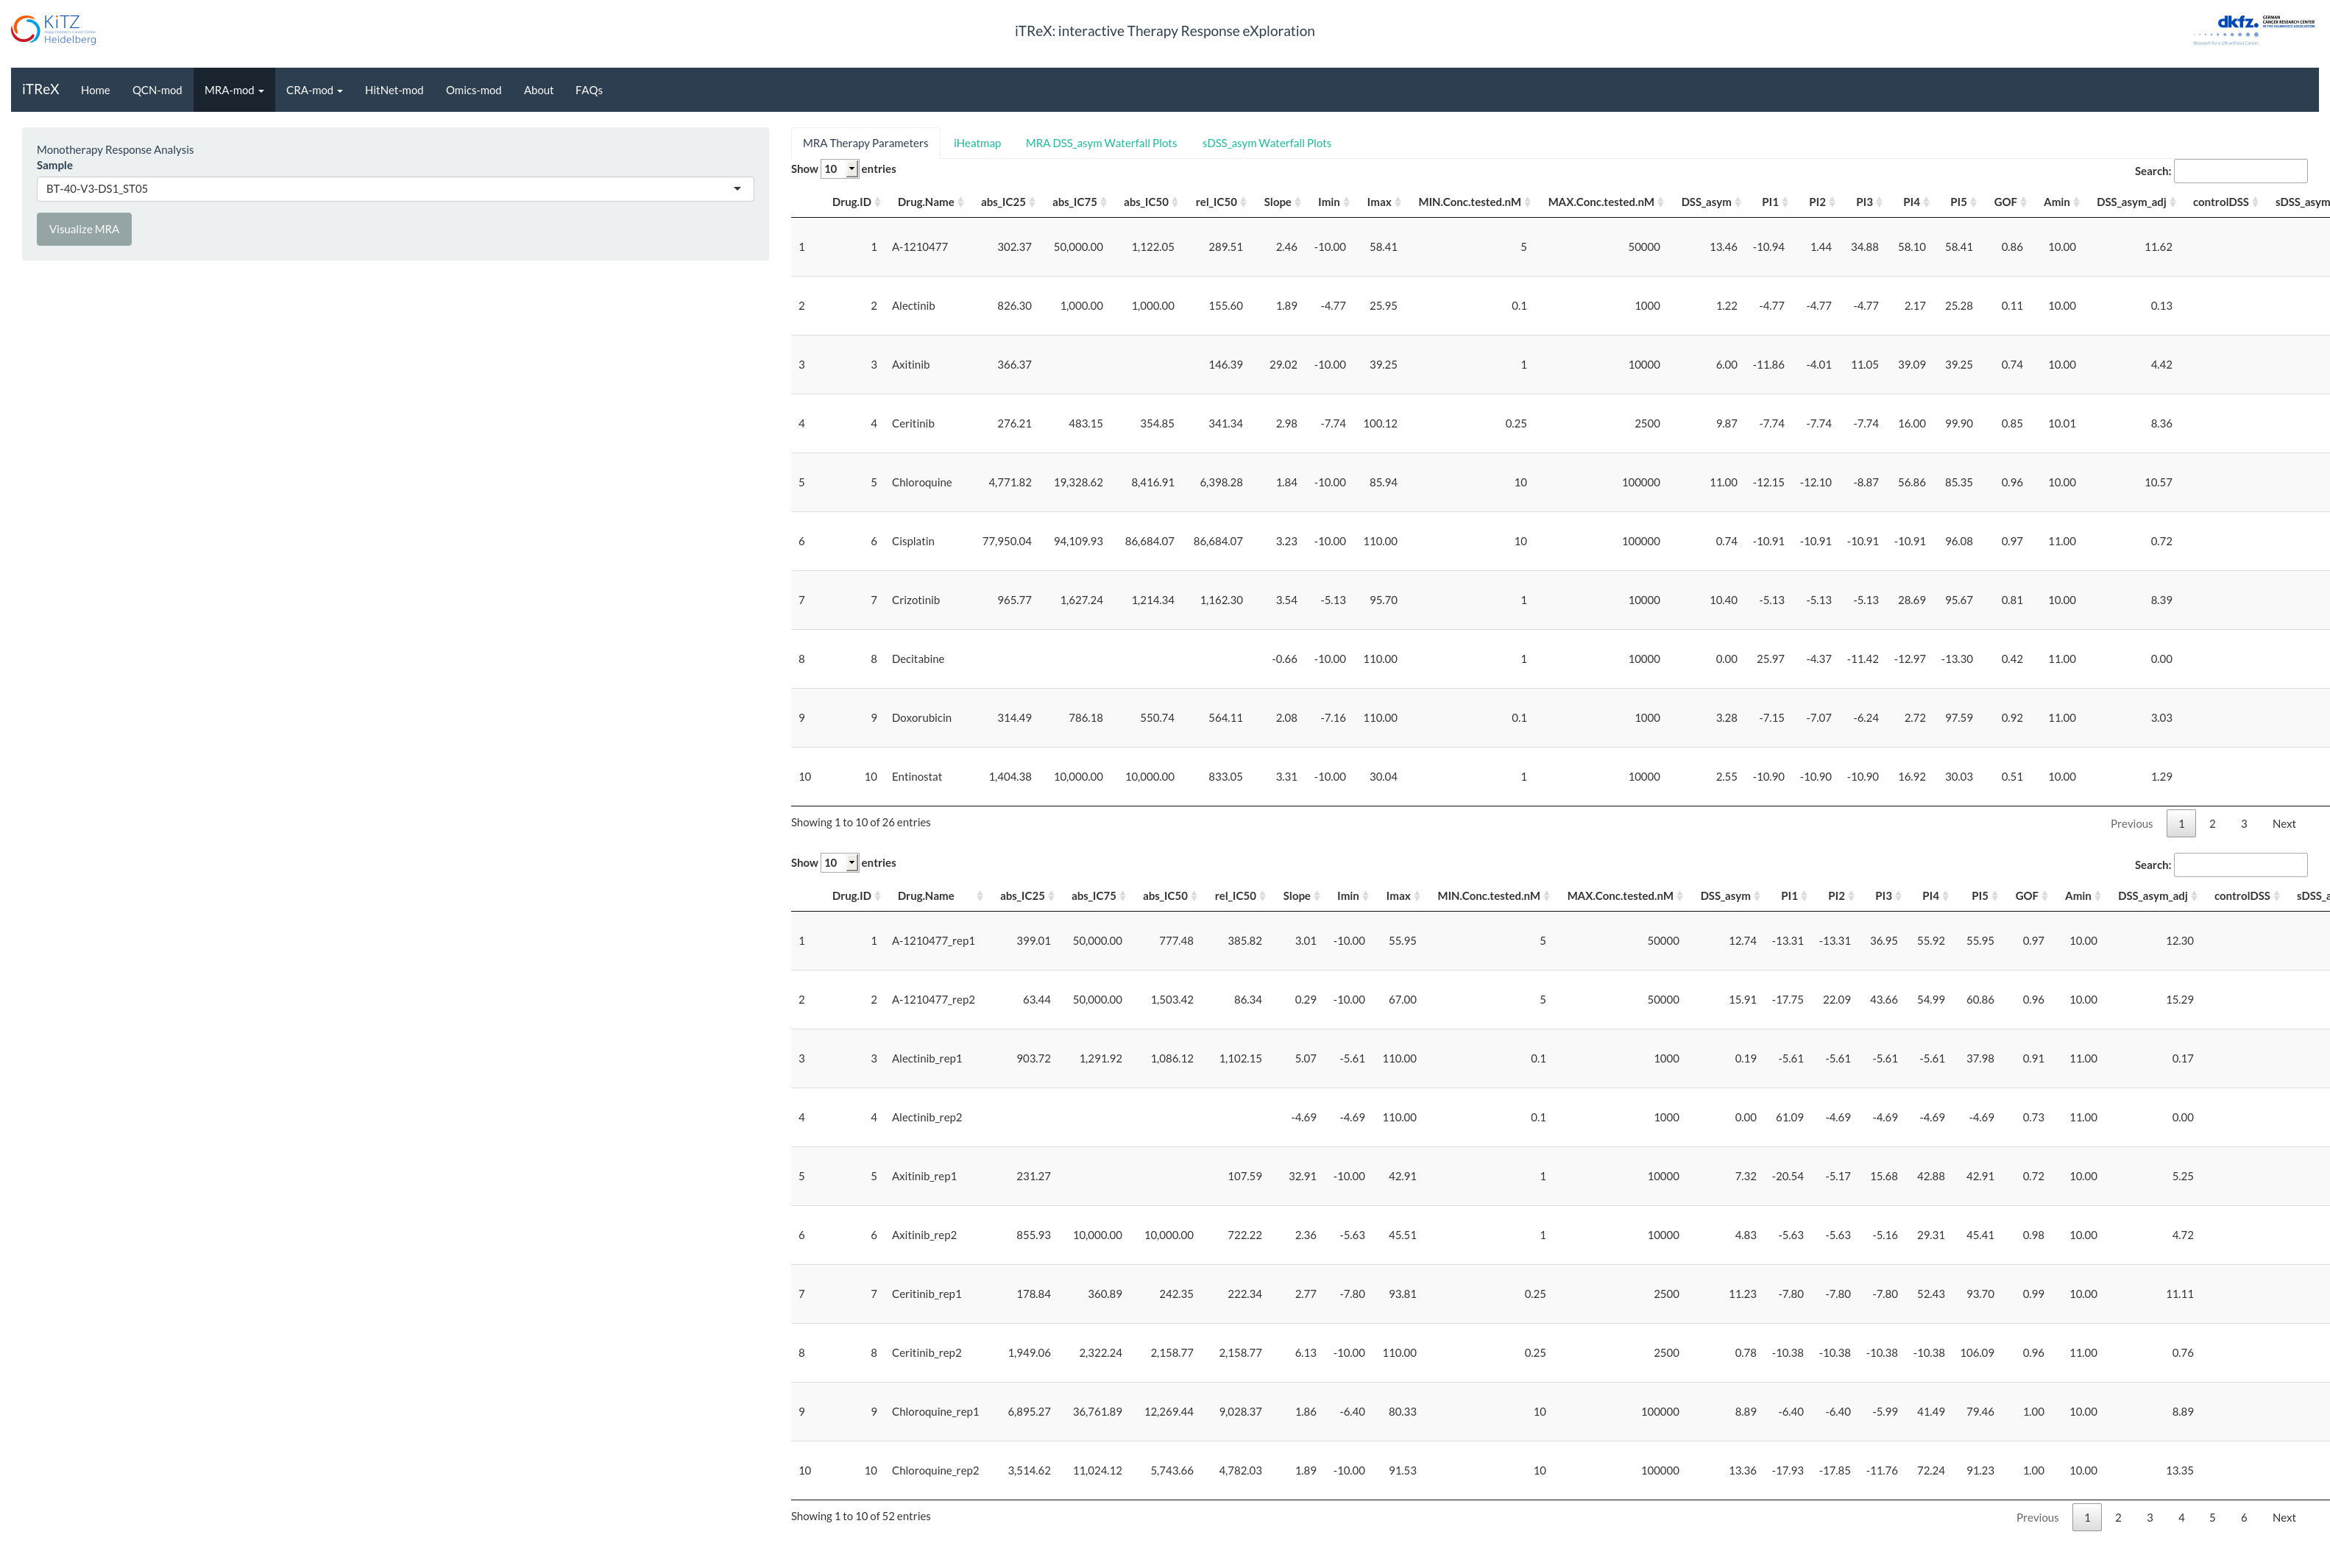 KiTZ
Hopp Children's Cancer Center
Heidelberg
iTReX: interactive Therapy Response eXploration
dkfz. GERMAN
CANCER RESEARCH CENTER
IN THE HELMHOLTZ ASSOCIATION
Research for a Life without Cancer
iTReX Home QCN-mod MRA-mod CRA-mod HitNet-mod Omics-mod About FAQs
Monotherapy Response Analysis
Sample
BT-40-V3-DS1_ST05
Visualize MRA
MRA Therapy Parameters iHeatmap MRA DSS_asym Waterfall Plots sDSS_asym Waterfall Plots
Show 10 entries Search:
Drug.ID Drug.Name abs_IC25 abs_IC75 abs_IC50 rel_IC50 Slope Imin Imax MIN.Conc.tested.nM MAX.Conc.tested.nM DSS_asym PI1 PI2 PI3 PI4 PI5 GOF Amin DSS_asym_adj controlDSS sDSS_asym
1 1 A-1210477 302.37 50,000.00 1,122.05 289.51 2.46 -10.00 58.41 5 50000 13.46 -10.94 1.44 34.88 58.10 58.41 0.86 10.00 11.62
2 2 Alectinib 826.30 1,000.00 1,000.00 155.60 1.89 -4.77 25.95 0.1 1000 1.22 -4.77 -4.77 -4.77 2.17 25.28 0.11 10.00 0.13
3 3 Axitinib 366.37 146.39 29.02 -10.00 39.25 1 10000 6.00 -11.86 -4.01 11.05 39.09 39.25 0.74 10.00 4.42
4 4 Ceritinib 276.21 483.15 354.85 341.34 2.98 -7.74 100.12 0.25 2500 9.87 -7.74 -7.74 -7.74 16.00 99.90 0.85 10.01 8.36
5 5 Chloroquine 4,771.82 19,328.62 8,416.91 6,398.28 1.84 -10.00 85.94 10 100000 11.00 -12.15 -12.10 -8.87 56.86 85.35 0.96 10.00 10.57
6 6 Cisplatin 77,950.04 94,109.93 86,684.07 86,684.07 3.23 -10.00 110.00 10 100000 0.74 -10.91 -10.91 -10.91 -10.91 96.08 0.97 11.00 0.72
7 7 Crizotinib 965.77 1,627.24 1,214.34 1,162.30 3.54 -5.13 95.70 1 10000 10.40 -5.13 -5.13 -5.13 28.69 95.67 0.81 10.00 8.39
8 8 Decitabine -0.66 -10.00 110.00 1 10000 0.00 25.97 -4.37 -11.42 -12.97 -13.30 0.42 11.00 0.00
9 9 Doxorubicin 314.49 786.18 550.74 564.11 2.08 -7.16 110.00 0.1 1000 3.28 -7.15 -7.07 -6.24 2.72 97.59 0.92 11.00 3.03
10 10 Entinostat 1,404.38 10,000.00 10,000.00 833.05 3.31 -10.00 30.04 1 10000 2.55 -10.90 -10.90 -10.90 16.92 30.03 0.51 10.00 1.29
Showing 1 to 10 of 26 entries Previous 1 2 3 Next
Show 10 entries Search:
Drug.ID Drug.Name abs_IC25 abs_IC75 abs_IC50 rel_IC50 Slope Imin Imax MIN.Conc.tested.nM MAX.Conc.tested.nM DSS_asym PI1 PI2 PI3 PI4 PI5 GOF Amin DSS_asym_adj controlDSS sDSS_a
1 1 A-1210477_rep1 399.01 50,000.00 777.48 385.82 3.01 -10.00 55.95 5 50000 12.74 -13.31 -13.31 36.95 55.92 55.95 0.97 10.00 12.30
2 2 A-1210477_rep2 63.44 50,000.00 1,503.42 86.34 0.29 -10.00 67.00 5 50000 15.91 -17.75 22.09 43.66 54.99 60.86 0.96 10.00 15.29
3 3 Alectinib_rep1 903.72 1,291.92 1,086.12 1,102.15 5.07 -5.61 110.00 0.1 1000 0.19 -5.61 -5.61 -5.61 -5.61 37.98 0.91 11.00 0.17
4 4 Alectinib_rep2 -4.69 -4.69 110.00 0.1 1000 0.00 61.09 -4.69 -4.69 -4.69 -4.69 0.73 11.00 0.00
5 5 Axitinib_rep1 231.27 107.59 32.91 -10.00 42.91 1 10000 7.32 -20.54 -5.17 15.68 42.88 42.91 0.72 10.00 5.25
6 6 Axitinib_rep2 855.93 10,000.00 10,000.00 722.22 2.36 -5.63 45.51 1 10000 4.83 -5.63 -5.63 -5.16 29.31 45.41 0.98 10.00 4.72
7 7 Ceritinib_rep1 178.84 360.89 242.35 222.34 2.77 -7.80 93.81 0.25 2500 11.23 -7.80 -7.80 -7.80 52.43 93.70 0.99 10.00 11.11
8 8 Ceritinib_rep2 1,949.06 2,322.24 2,158.77 2,158.77 6.13 -10.00 110.00 0.25 2500 0.78 -10.38 -10.38 -10.38 -10.38 106.09 0.96 11.00 0.76
9 9 Chloroquine_rep1 6,895.27 36,761.89 12,269.44 9,028.37 1.86 -6.40 80.33 10 100000 8.89 -6.40 -6.40 -5.99 41.49 79.46 1.00 10.00 8.89
10 10 Chloroquine_rep2 3,514.62 11,024.12 5,743.66 4,782.03 1.89 -10.00 91.53 10 100000 13.36 -17.93 -17.85 -11.76 72.24 91.23 1.00 10.00 13.35
Showing 1 to 10 of 52 entries Previous 1 2 3 4 5 6 Next